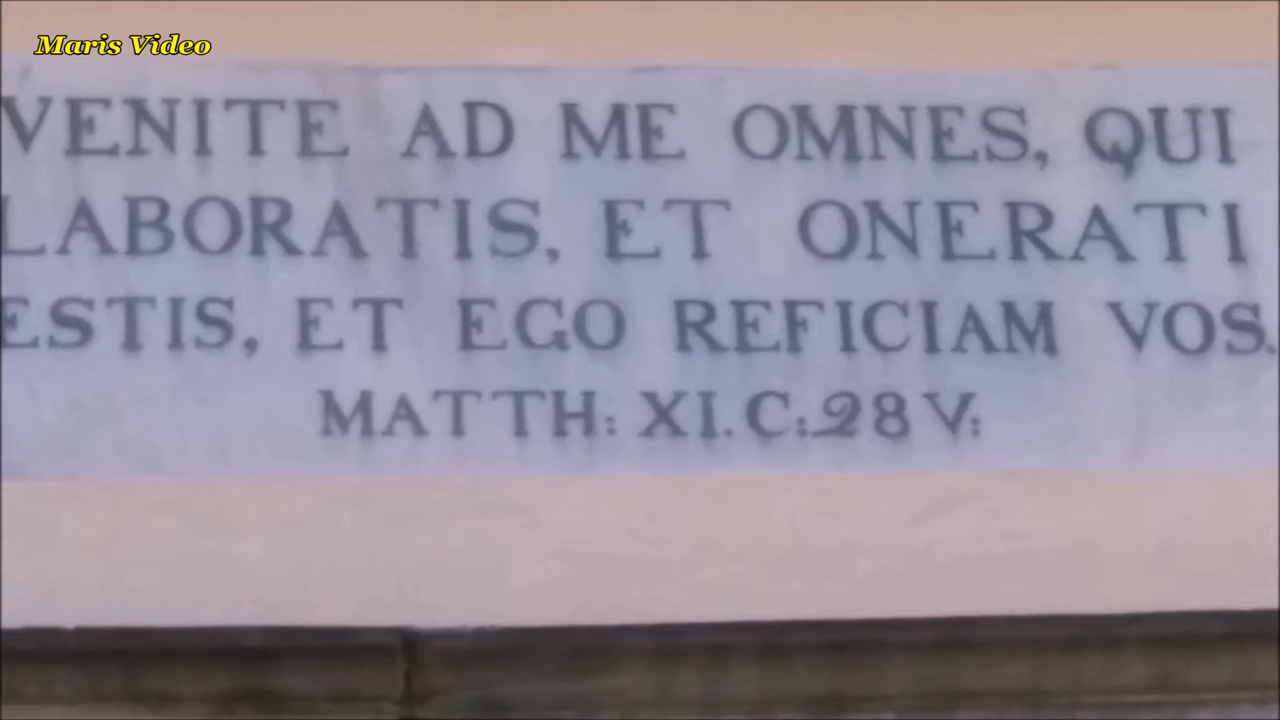 Maris Video
VENITE AD ME OMNES, QUI
LABORATIS, ET ONERATI
ESTIS, ET EGO REFICIAM VOS.
MATTH: XI. C:28 V: